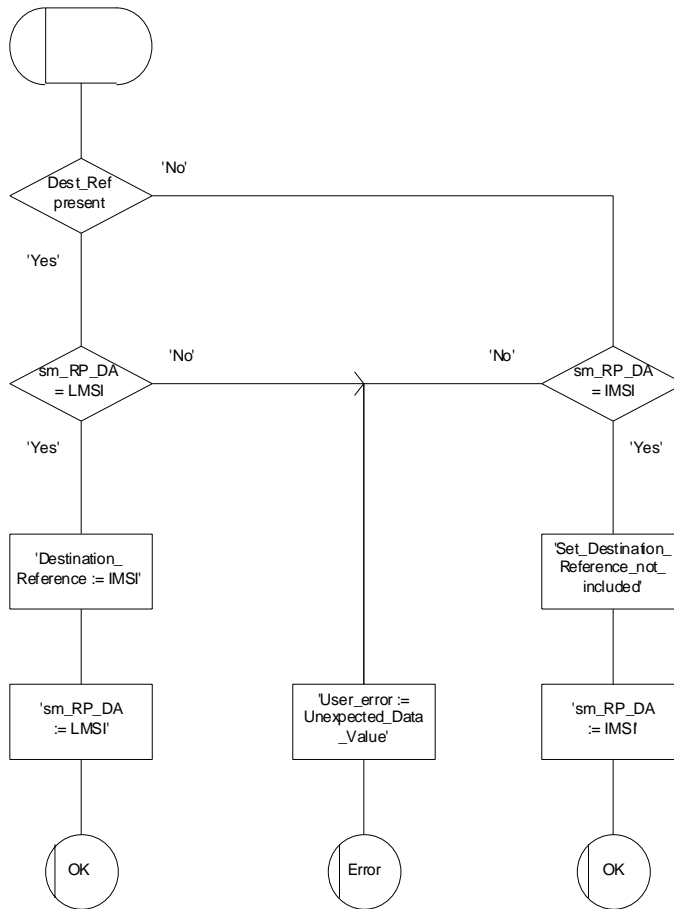 'No'
Dest_Ref
present
'Yes'
'No'
'No'
sm_RP_DA
= LMSI
sm_RP_DA
= IMSI
'Yes'
'Yes'
'Destination_
Reference := IMSI'
'Set_Destination_
Reference_not_
included'
'sm_RP_DA
:= LMSI'
'User_error :=
Unexpected_Data
_Value'
'sm_RP_DA
:= IMSI'
OK
Error
OK